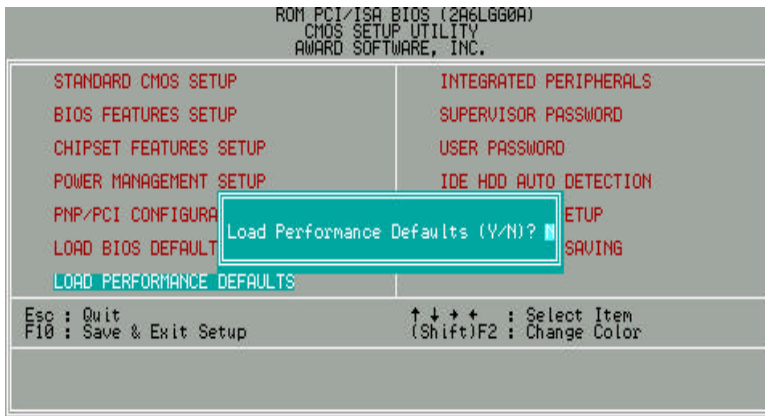 ROM PCI/ISA BIOS (2A6LGG0A)
CMOS SETUP UTILITY
AWARD SOFTWARE, INC.
STANDARD CMOS SETUP
BIOS FEATURES SETUP
CHIPSET FEATURES SETUP
POWER MANAGEMENT SETUP
PNP/PCI CONFIGURA
LOAD BIOS DEFAULT
LOAD PERFORMANCE DEFAULTS
INTEGRATED PERIPHERALS
SUPERVISOR PASSWORD
USER PASSWORD
IDE HDD AUTO DETECTION
ETUP
SAVING
Load Performance Defaults (Y/N)? N
Esc : Quit
F10 : Save & Exit Setup
↑ ↓ → ← : Select Item
(Shift)F2 : Change Color